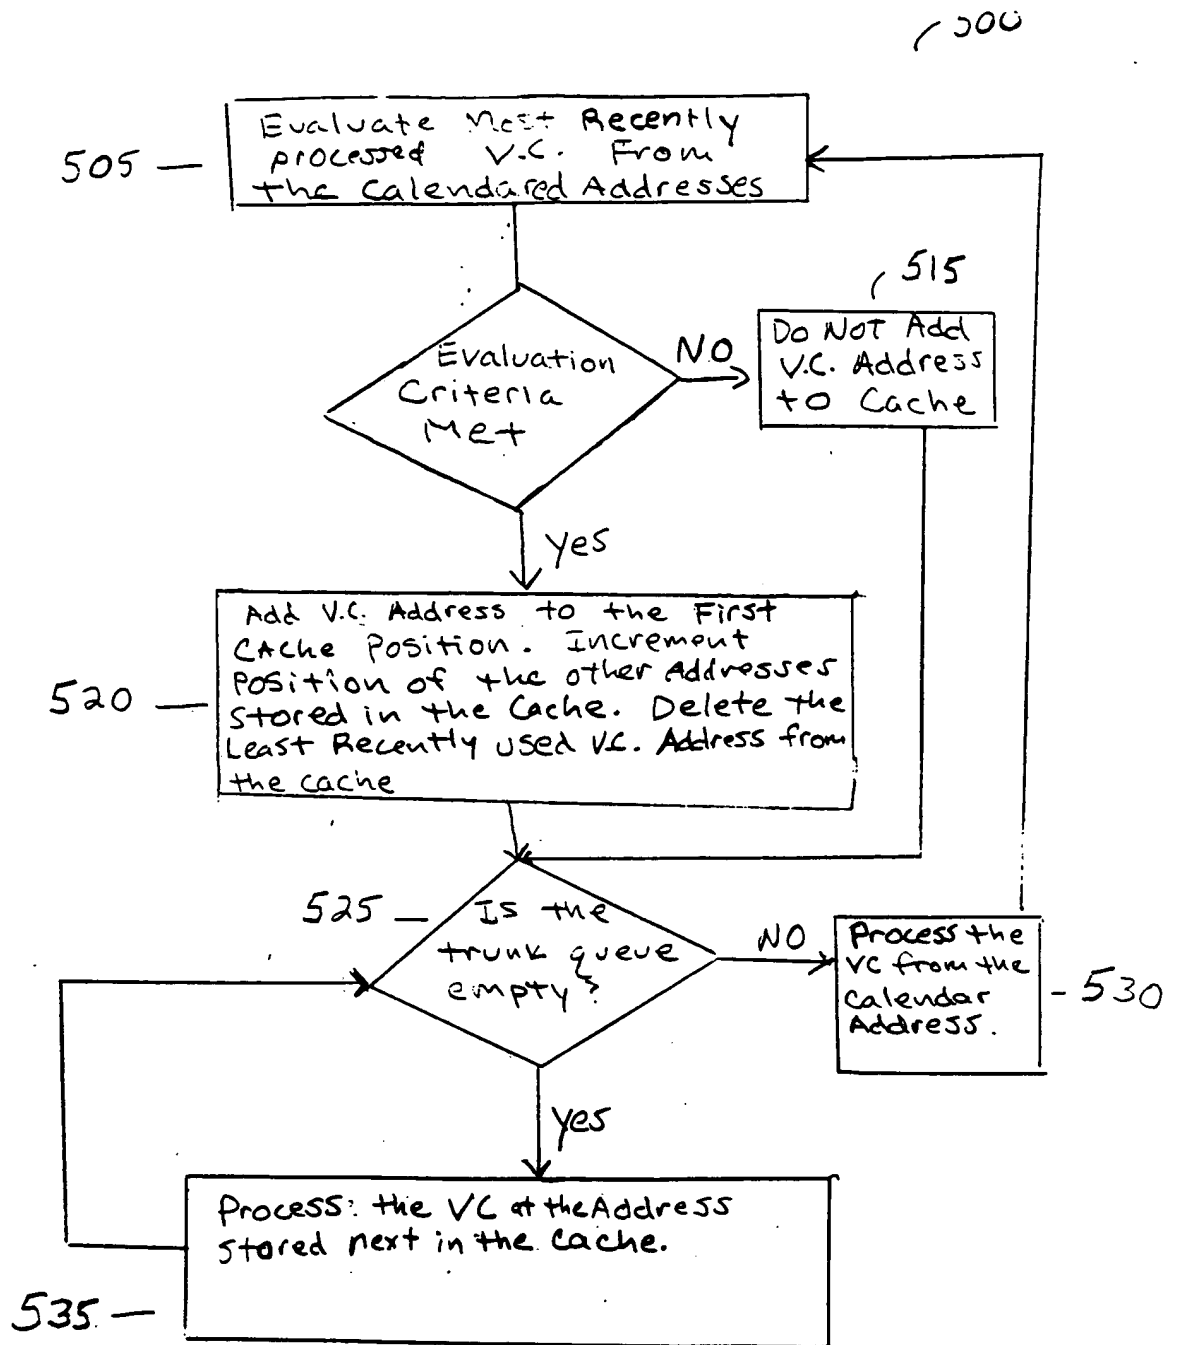 505
Evaluate Most Recently
processed V.C. From
the Calendared Addresses
515
Do NOT Add
V.C. Address
to Cache
NO
Evaluation
Criteria
Met
yes
520
Add V.C. Address to the First
CAche Position. Increment
Position of the other Addresses
stored in the Cache. Delete the
Least Recently used V.C. Address from
the cache
525
Is the
trunk queue
empty?
NO
Process the
VC from the
Calendar
Address.
530
yes
Process: the VC at the Address
stored next in the Cache.
535